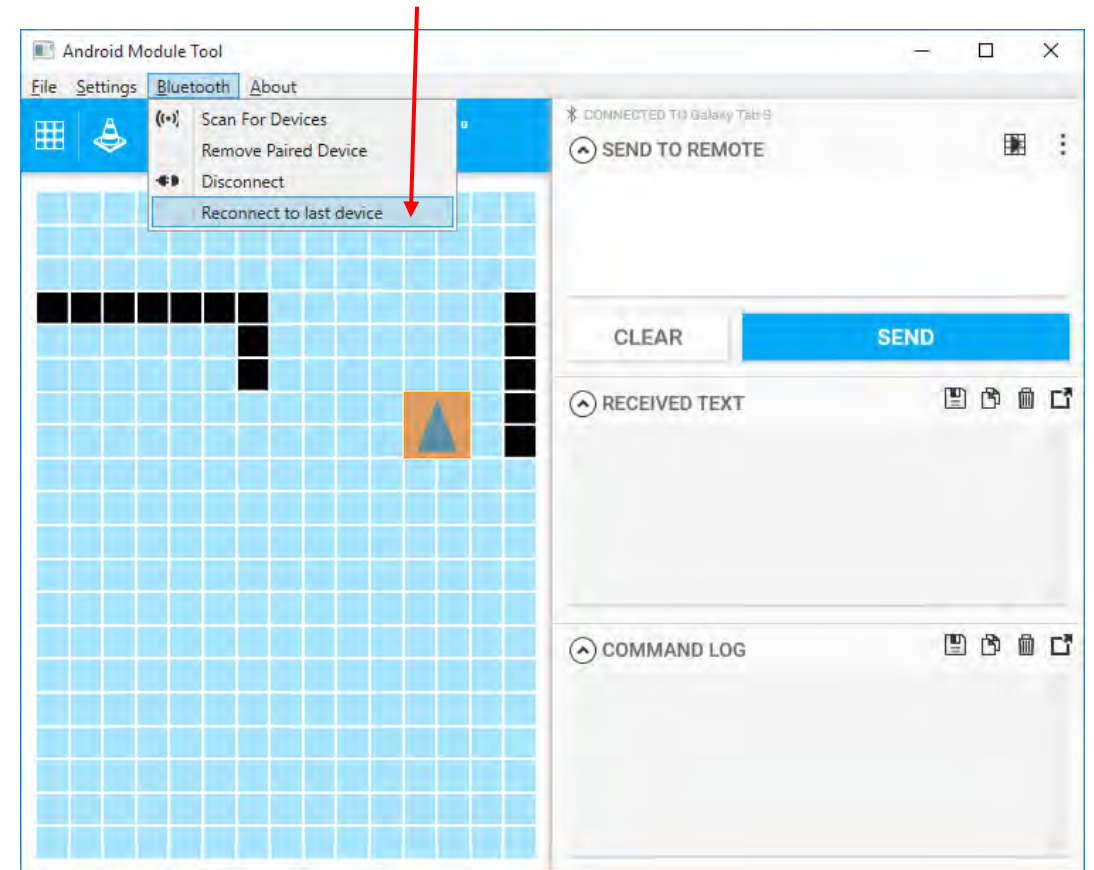 Android Module Tool
File Settings Bluetooth About
Scan For Devices
Remove Paired Device
Disconnect
Reconnect to last device
CONNECTED TO Galaxy Tab S
SEND TO REMOTE
CLEAR SEND
RECEIVED TEXT
COMMAND LOG